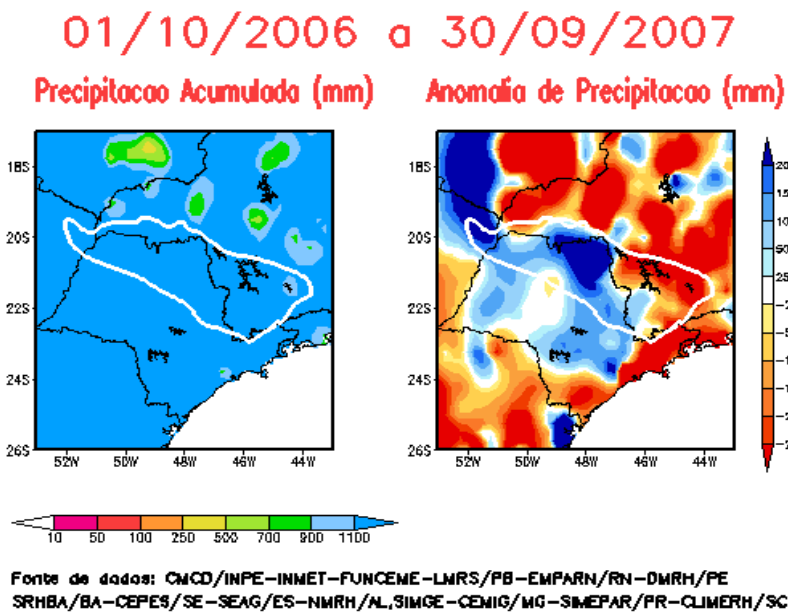 01/10/2006 a 30/09/2007
Precipitacao Acumulada (mm) Anomalia de Precipitacao (mm)
18S 18S
20S 20S
22S 22S
24S 24S
26S 26S
52W 50W 48W 46W 44W 52W 50W 48W 46W 44W
10 50 100 250 500 700 900 1100
Fonte de dados: CMCD/INPE-INMET-FUNCEME-LMRS/PB-EMPARN/RN-DMRH/PE
SRHBA/BA-CEPES/SE-SEAG/ES-NMRH/AL,SIMGE-CEMIG/MG-SIMEPAR/PR-CLIMERH/SC